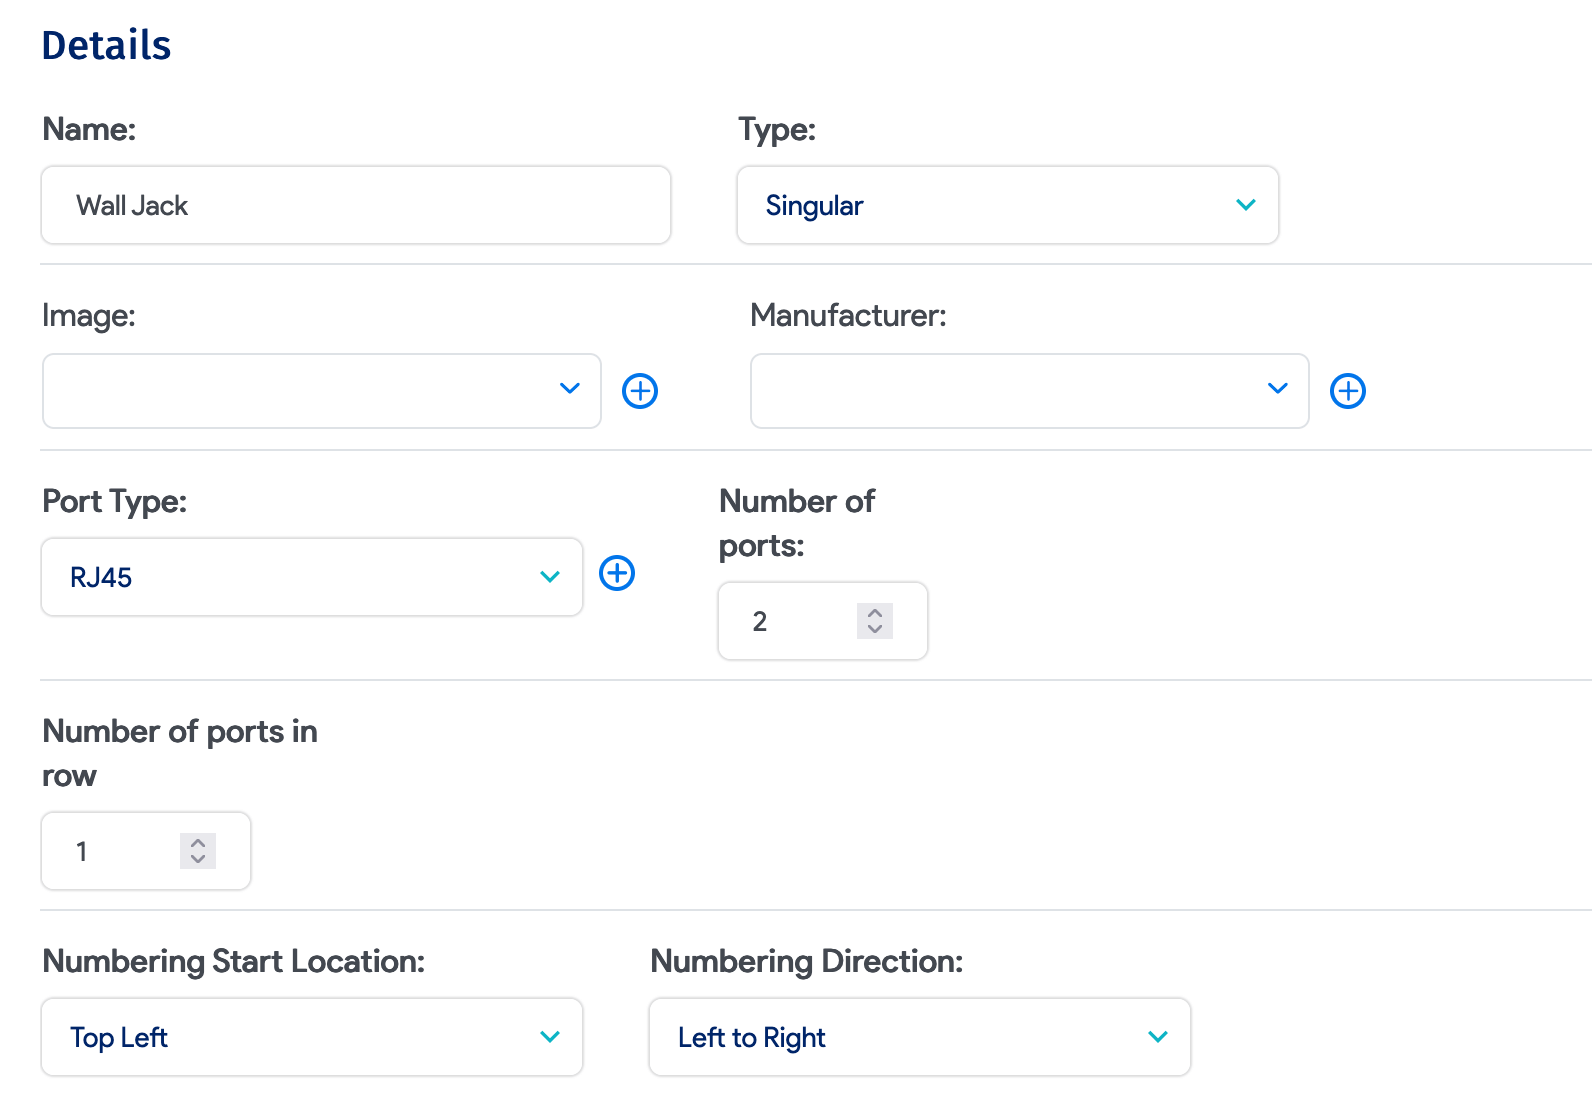 Details
Name:
Type:
Wall Jack
Singular
Image:
Manufacturer:
Port Type:
Number of
ports:
RJ45
2
Number of ports in
row
1
Numbering Start Location:
Numbering Direction:
Top Left
Left to Right